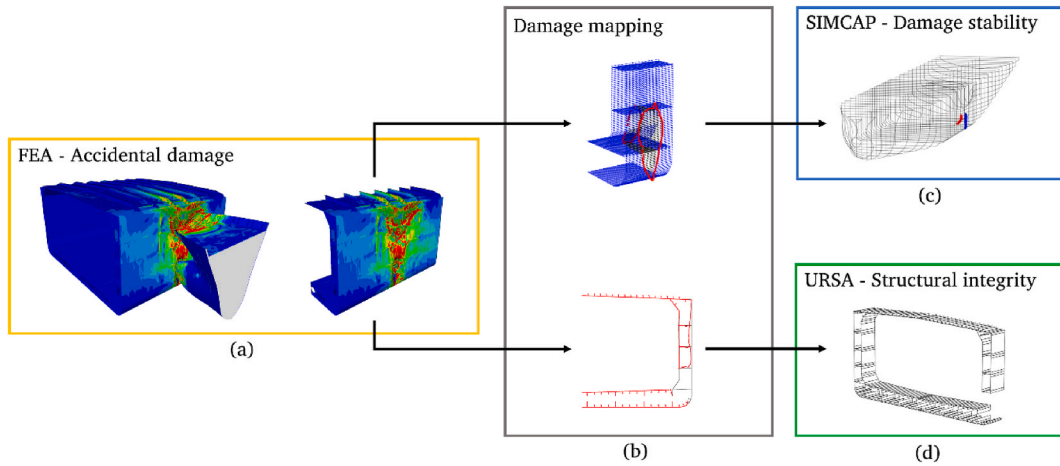 FEA - Accidental damage
(a)
Damage mapping
(b)
SIMCAP - Damage stability
(c)
URSA - Structural integrity
(d)